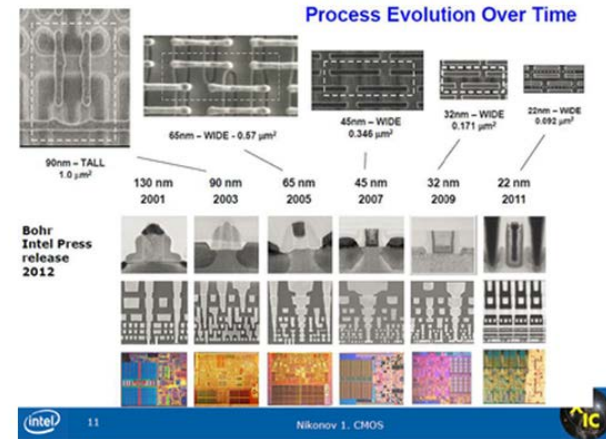 Process Evolution Over Time
90nm – TALL
1.0 µm²
65nm – WIDE - 0.57 µm²
45nm – WIDE
0.346 µm²
32nm – WIDE
0.171 µm²
22nm – WIDE
0.092 µm²
130 nm
2001
90 nm
2003
65 nm
2005
45 nm
2007
32 nm
2009
22 nm
2011
Bohr
Intel Press
release
2012
intel
11
Nikonov 1. CMOS
IC